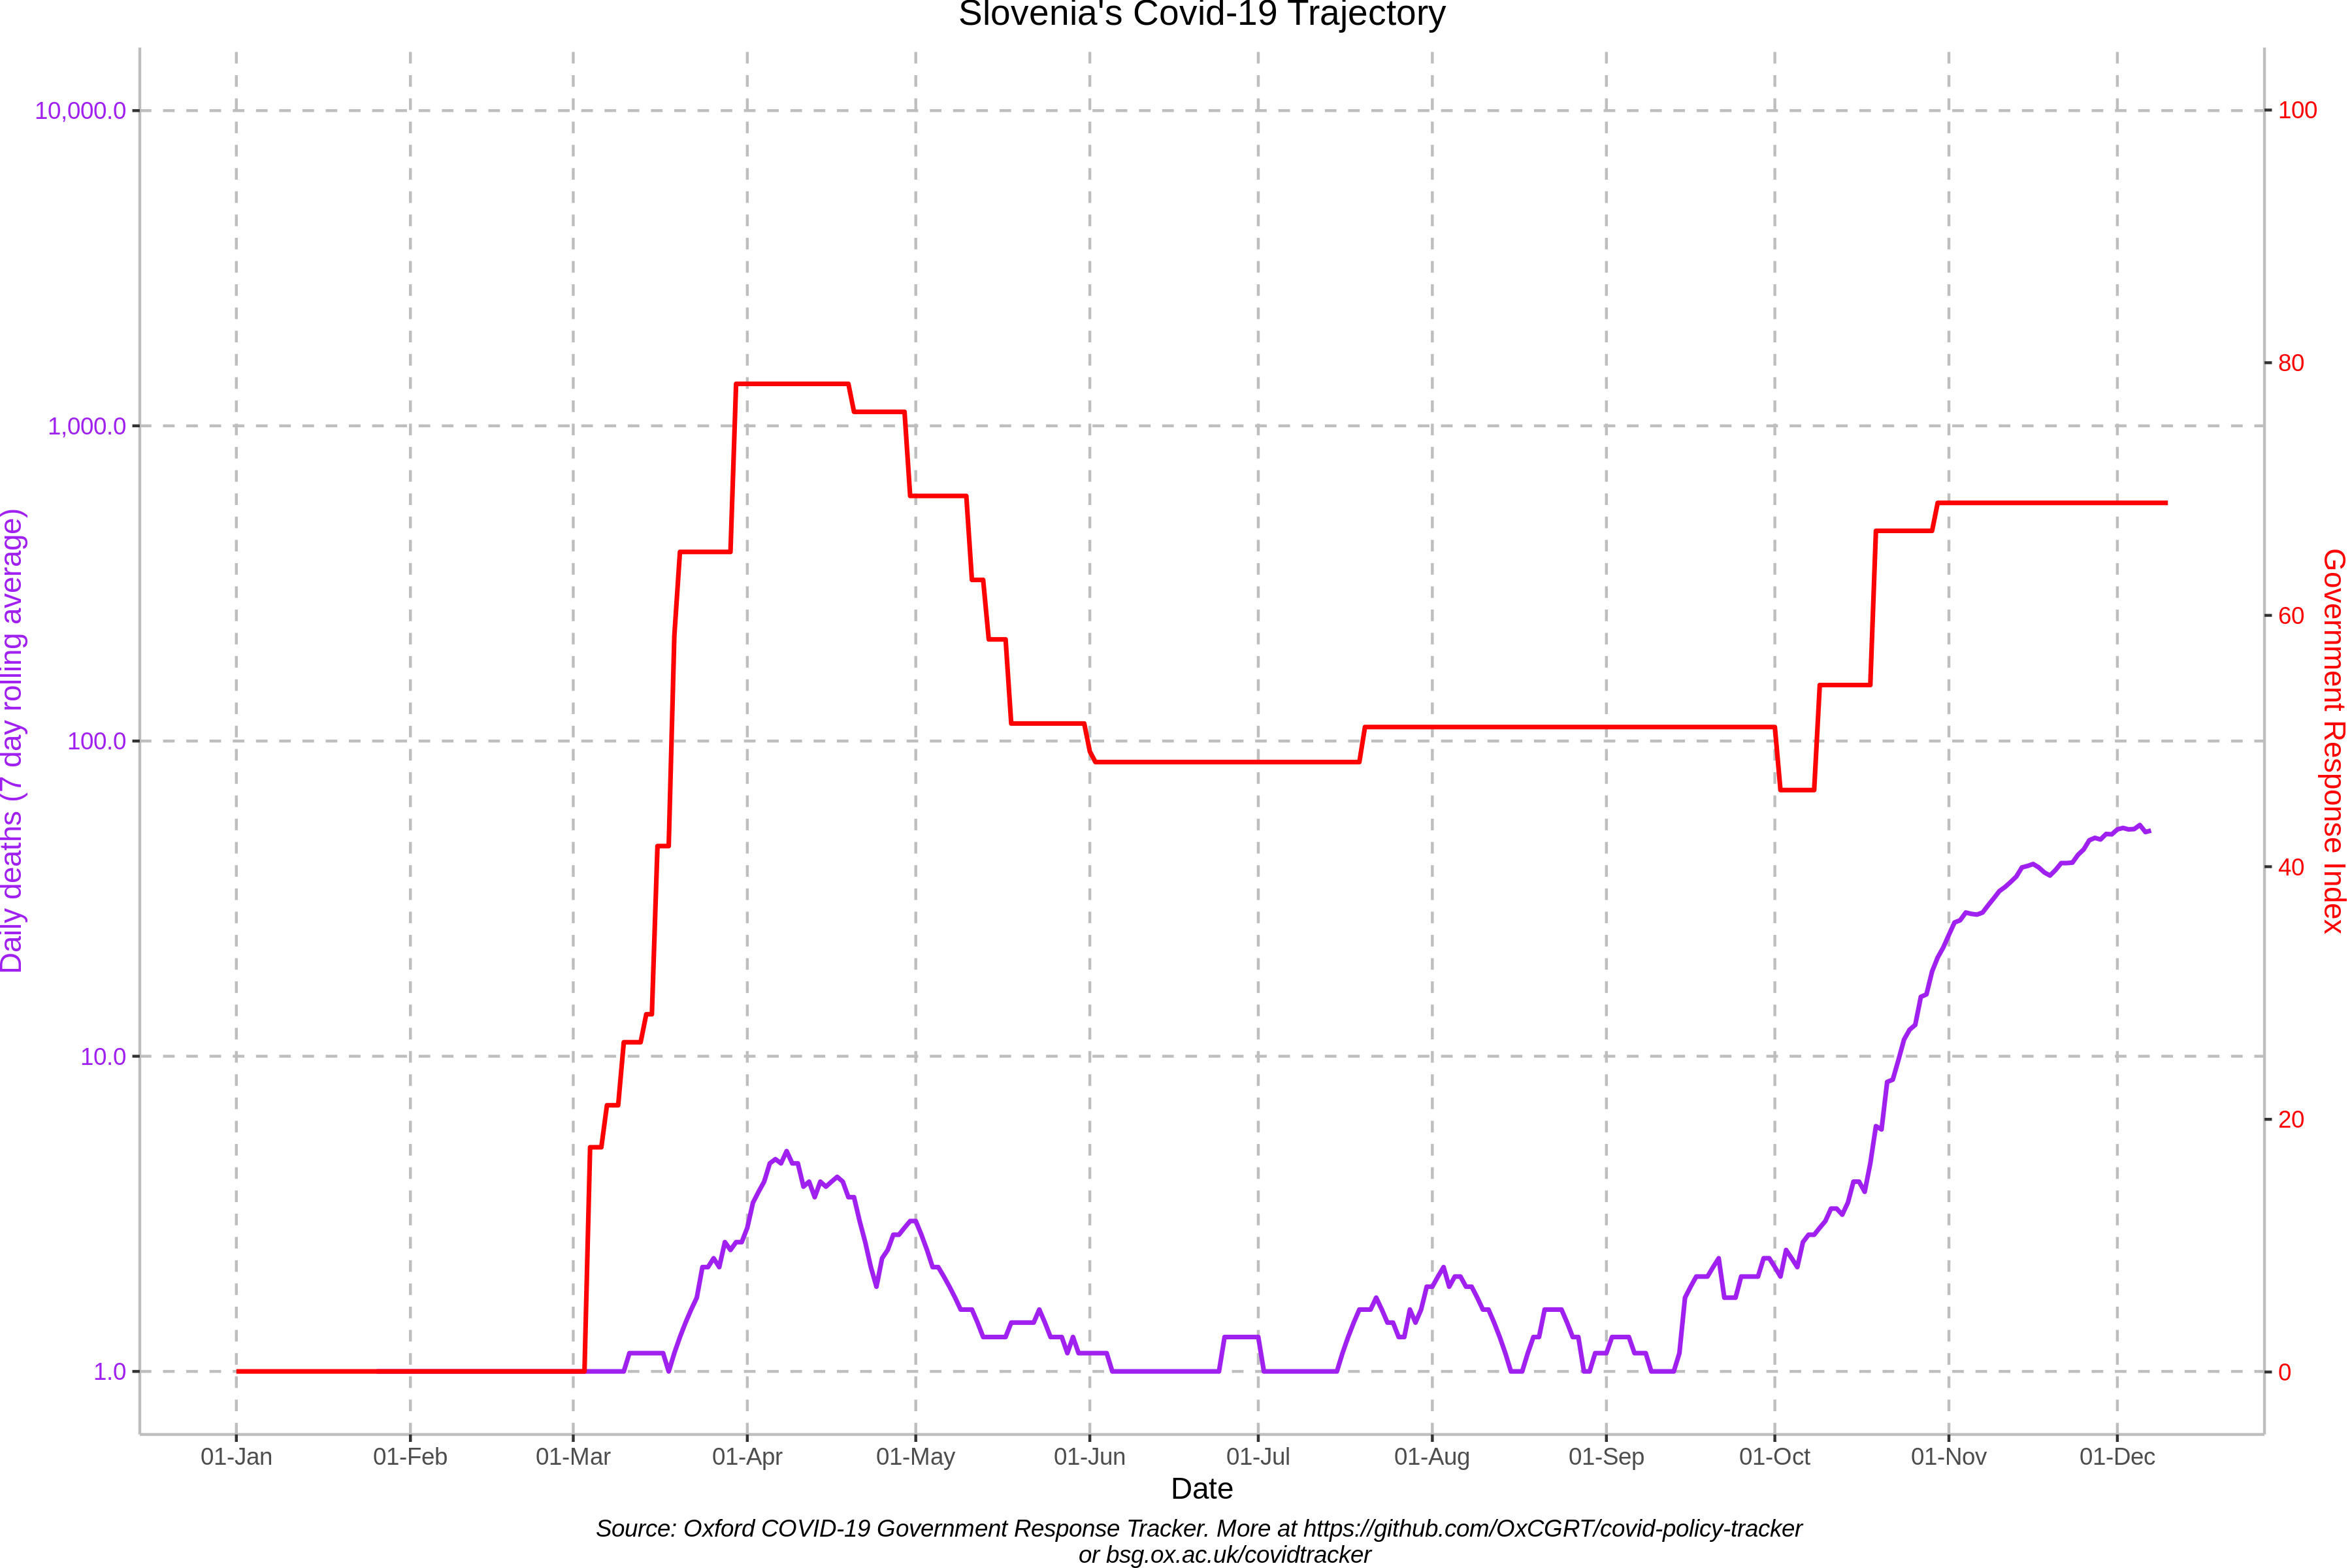 Slovenia's Covid-19 Trajectory
10,000.0
1,000.0
100.0
10.0
1.0
Daily deaths (7 day rolling average)
100
80
60
40
20
0
Government Response Index
01-Jan 01-Feb 01-Mar 01-Apr 01-May 01-Jun 01-Jul 01-Aug 01-Sep 01-Oct 01-Nov 01-Dec
Date
Source: Oxford COVID-19 Government Response Tracker. More at https://github.com/OxCGRT/covid-policy-tracker
or bsg.ox.ac.uk/covidtracker